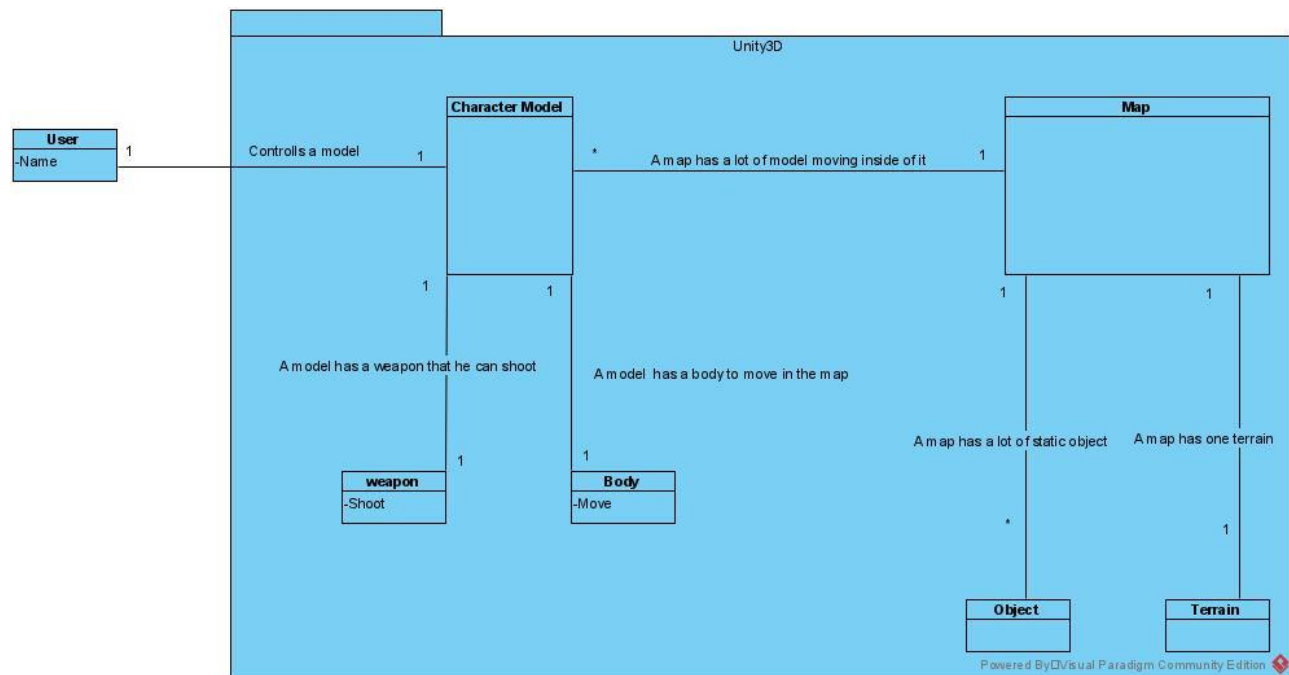 Unity3D
Character Model
Map
User
-Name
1
Controlls a model
1
*
A map has a lot of model moving inside of it
1
1
1
1
1
A model has a weapon that he can shoot
A model has a body to move in the map
A map has a lot of static object
A map has one terrain
1
1
weapon
-Shoot
Body
-Move
*
1
Object
Terrain
Powered By□Visual Paradigm Community Edition